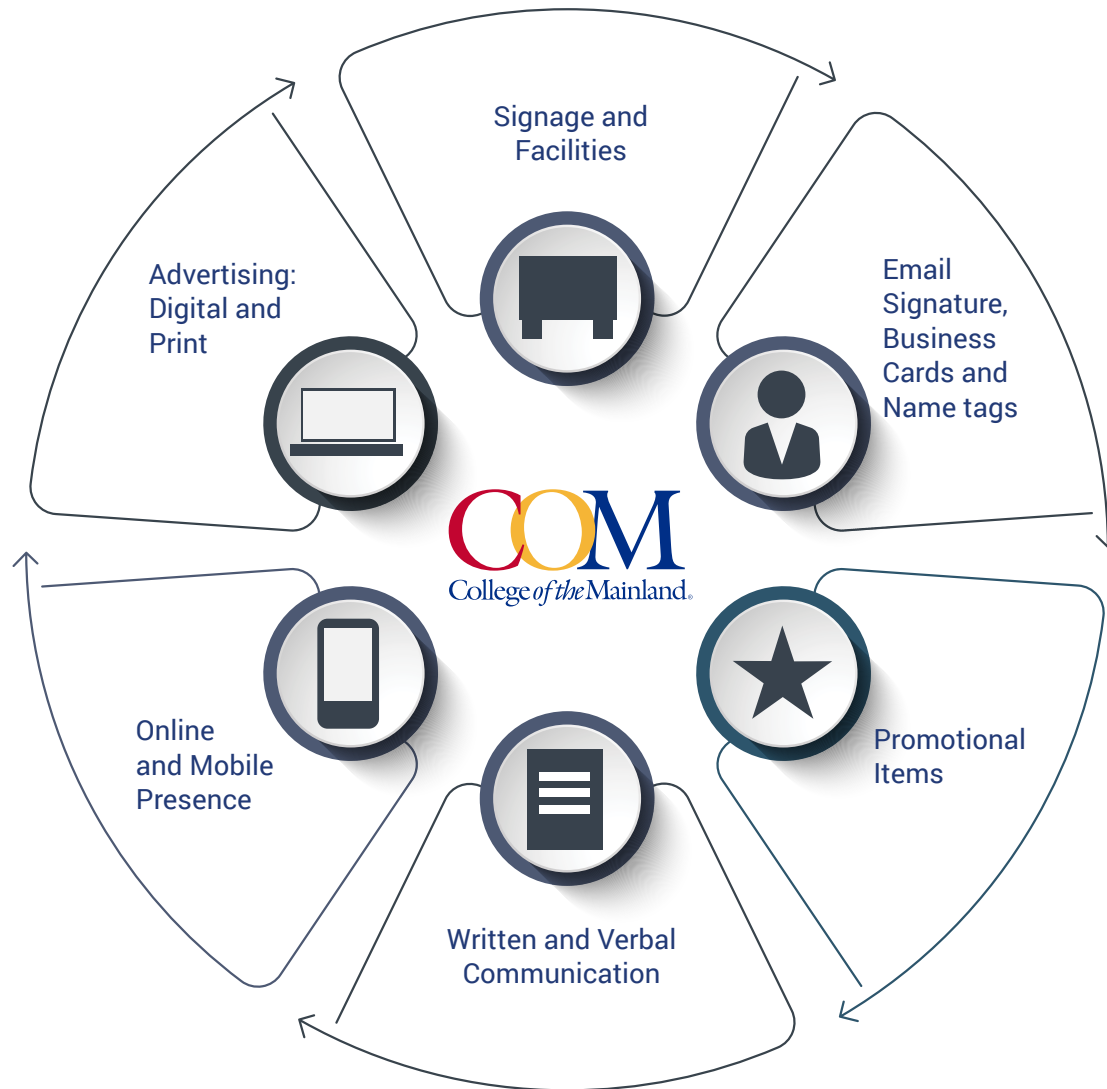 Signage and
Facilities
Email
Signature,
Business
Cards and
Name tags
Promotional
Items
Written and Verbal
Communication
Online
and Mobile
Presence
Advertising:
Digital and
Print
COM
College of the Mainland®